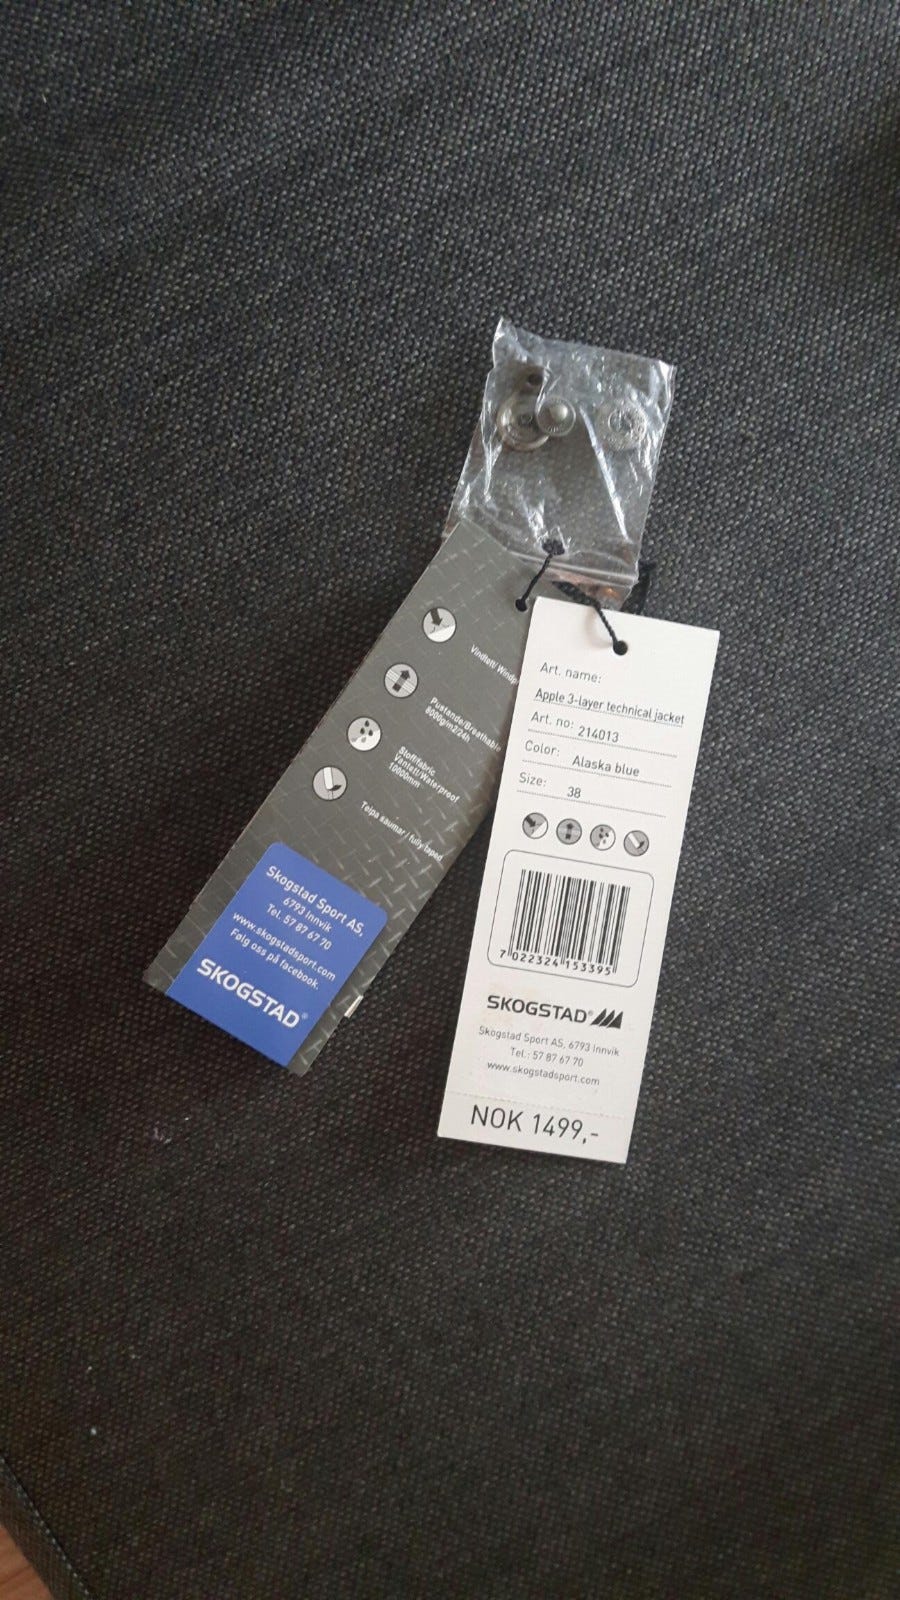 Vindtett/ Windp
Pustande/Breathable
8000g/m2/24h
Stoff/fabric
Vanntett/Waterproof
10000mm
Teipa saumar / fully taped
Skogstad Sport AS,
6793 Innvik
Tel. 57 87 67 70
www.skogstadsport.com
Følg oss på facebook.
SKOGSTAD®
Art. name:
Apple 3-layer technical jacket
Art. no: 214013
Color: Alaska blue
Size: 38
7 022324 153395
SKOGSTAD®
Skogstad Sport AS, 6793 Innvik
Tel.: 57 87 67 70
www.skogstadsport.com
NOK 1499,-